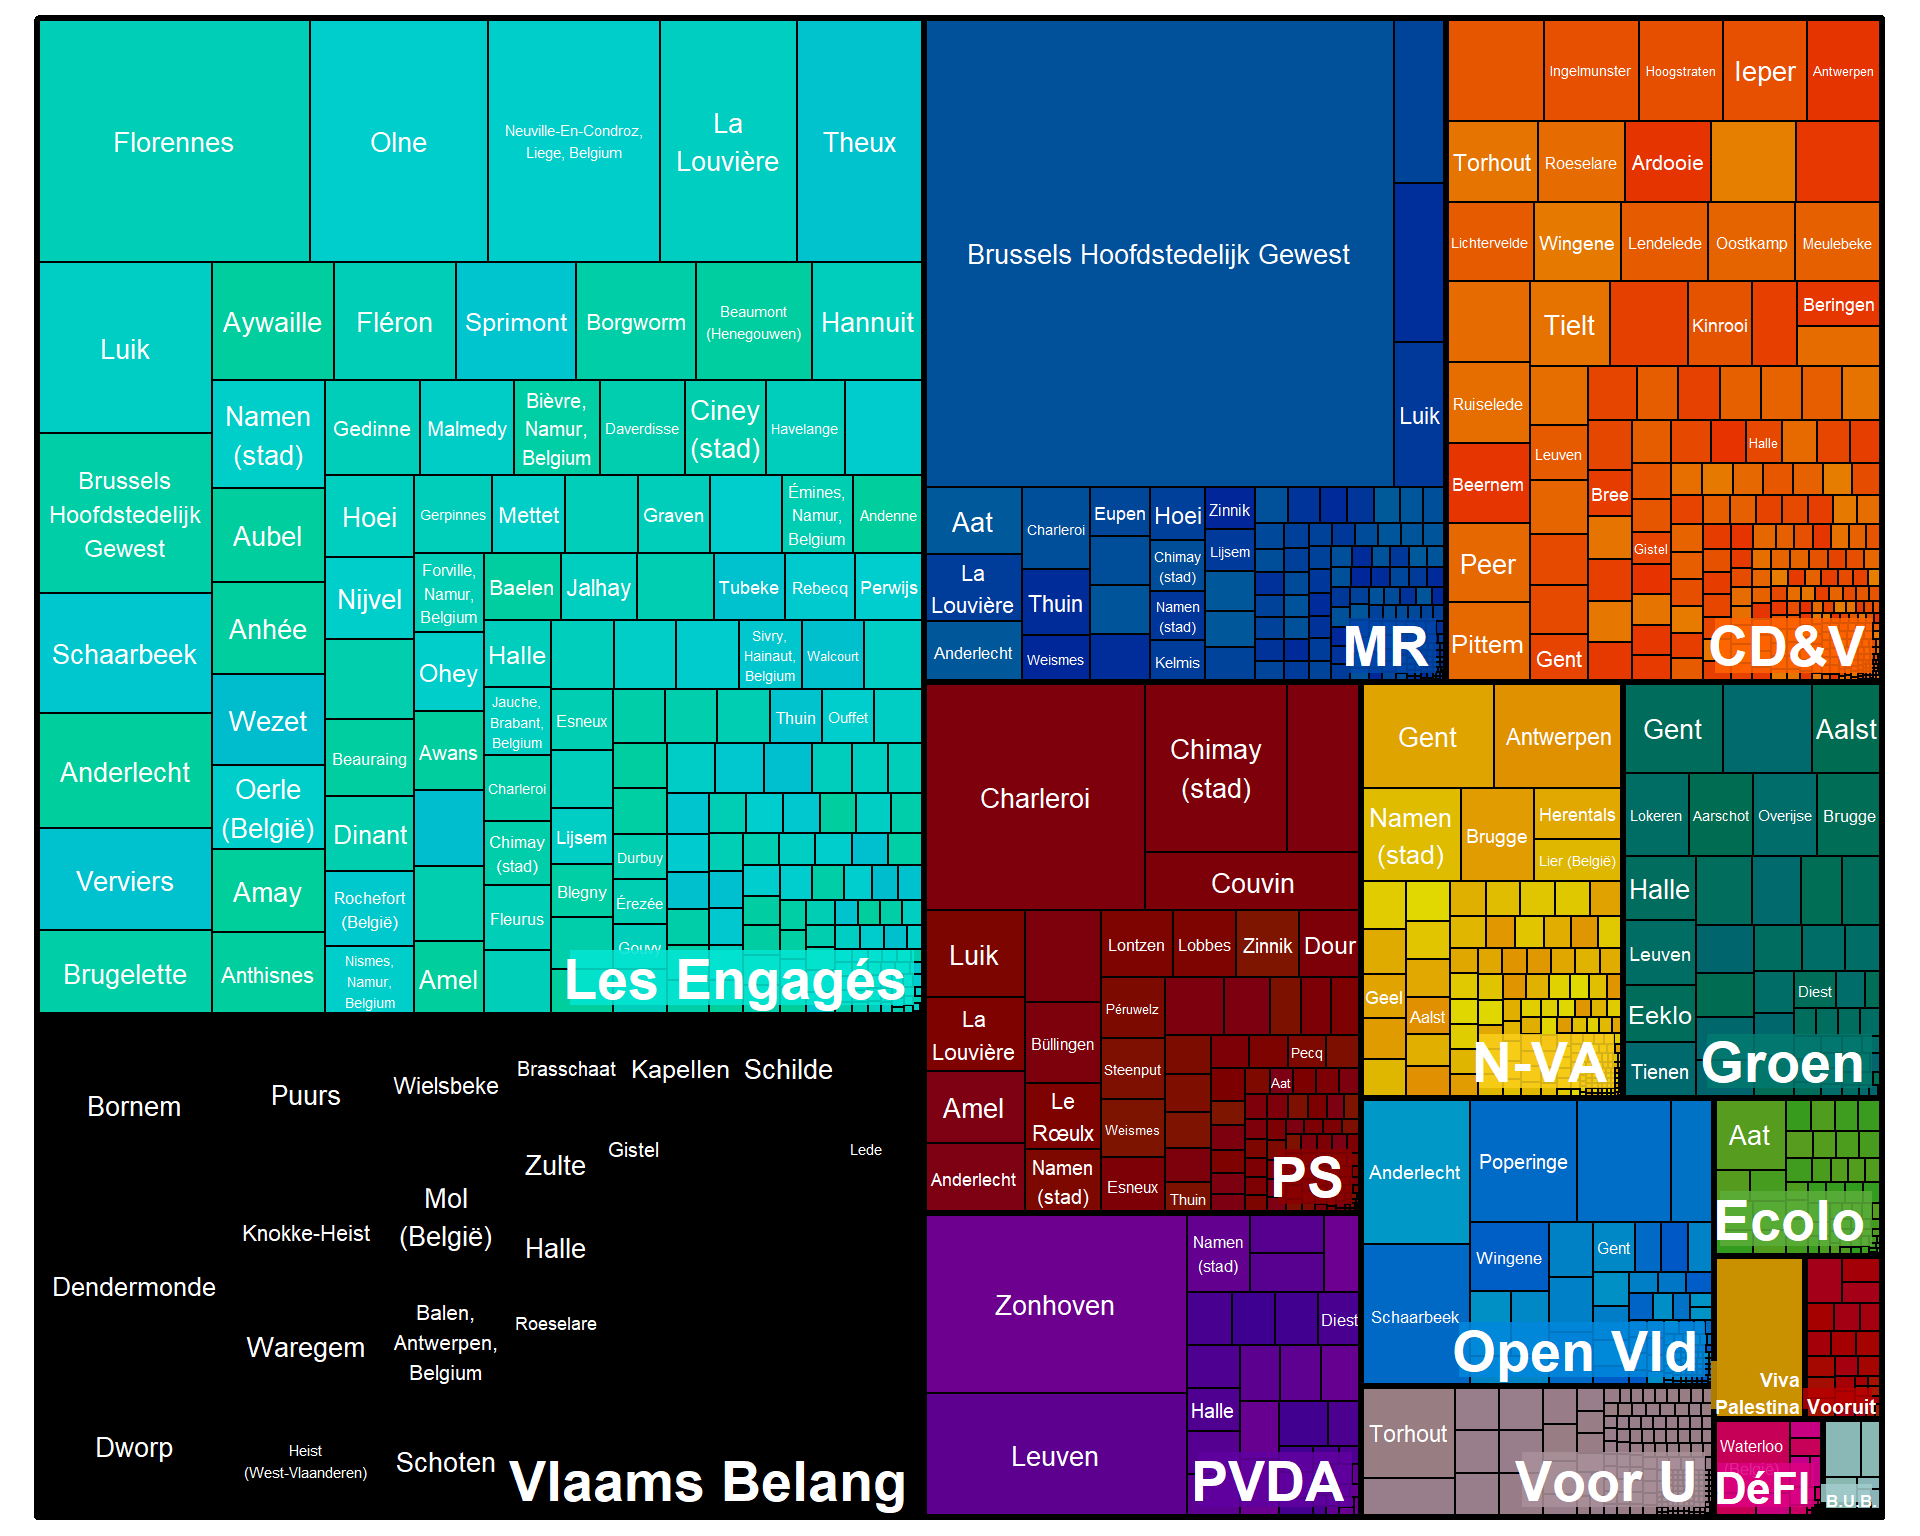 Florennes
Olne
Neuville-En-Condroz,
Liege, Belgium
La
Louvière
Theux
Luik
Aywaille
Fléron
Sprimont
Borgworm
Beaumont
(Henegouwen)
Hannuit
Namen
(stad)
Gedinne
Malmedy
Bièvre,
Namur,
Belgium
Daverdisse
Ciney
(stad)
Havelange
Brussels
Hoofdstedelijk
Gewest
Aubel
Hoei
Gerpinnes
Mettet
Graven
Émines,
Namur,
Belgium
Andenne
Nijvel
Forville,
Namur,
Belgium
Baelen
Jalhay
Tubeke
Rebecq
Perwijs
Schaarbeek
Anhée
Ohey
Halle
Sivry,
Hainaut,
Belgium
Walcourt
Wezet
Beauraing
Awans
Jauche,
Brabant,
Belgium
Esneux
Thuin
Ouffet
Anderlecht
Oerle
(België)
Dinant
Charleroi
Chimay
(stad)
Lijsem
Durbuy
Verviers
Amay
Rochefort
(België)
Fleurus
Blegny
Érezée
Gouvy
Brugelette
Anthisnes
Nismes,
Namur,
Belgium
Amel
Les Engagés
Bornem
Puurs
Wielsbeke
Brasschaat
Kapellen
Schilde
Zulte
Gistel
Lede
Knokke-Heist
Mol
(België)
Halle
Dendermonde
Waregem
Balen,
Antwerpen,
Belgium
Roeselare
Dworp
Heist
(West-Vlaanderen)
Schoten
Vlaams Belang
Brussels Hoofdstedelijk Gewest
Luik
Aat
Charleroi
Eupen
Hoei
Zinnik
La
Louvière
Thuin
Chimay
(stad)
Lijsem
Namen
(stad)
Anderlecht
Weismes
Kelmis
MR
Ingelmunster
Hoogstraten
Ieper
Antwerpen
Torhout
Roeselare
Ardooie
Lichtervelde
Wingene
Lendelede
Oostkamp
Meulebeke
Tielt
Kinrooi
Beringen
Ruiselede
Leuven
Halle
Beernem
Bree
Peer
Gistel
Pittem
Gent
CD&V
Charleroi
Chimay
(stad)
Couvin
Luik
Lontzen
Lobbes
Zinnik
Dour
La
Louvière
Büllingen
Péruwelz
Steenput
Pecq
Aat
Amel
Le
Rœulx
Weismes
Anderlecht
Namen
(stad)
Esneux
Thuin
PS
Gent
Antwerpen
Namen
(stad)
Brugge
Herentals
Lier (België)
Geel
Aalst
N-VA
Gent
Aalst
Lokeren
Aarschot
Overijse
Brugge
Halle
Leuven
Diest
Eeklo
Tienen
Groen
Zonhoven
Namen
(stad)
Diest
Halle
Leuven
PVDA
Anderlecht
Poperinge
Wingene
Gent
Schaarbeek
Open Vld
Aat
Ecolo
Viva
Palestina
Vooruit
Torhout
Voor U
Waterloo
(België)
DéFI
B.U.B.